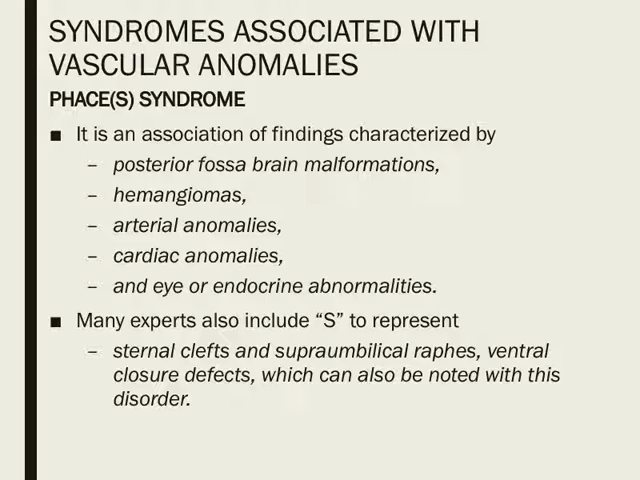 SYNDROMES ASSOCIATED WITH
VASCULAR ANOMALIES
PHACE(S) SYNDROME
■ It is an association of findings characterized by
– posterior fossa brain malformations,
– hemangiomas,
– arterial anomalies,
– cardiac anomalies,
– and eye or endocrine abnormalities.
■ Many experts also include “S” to represent
– sternal clefts and supraumbilical raphes, ventral
closure defects, which can also be noted with this
disorder.